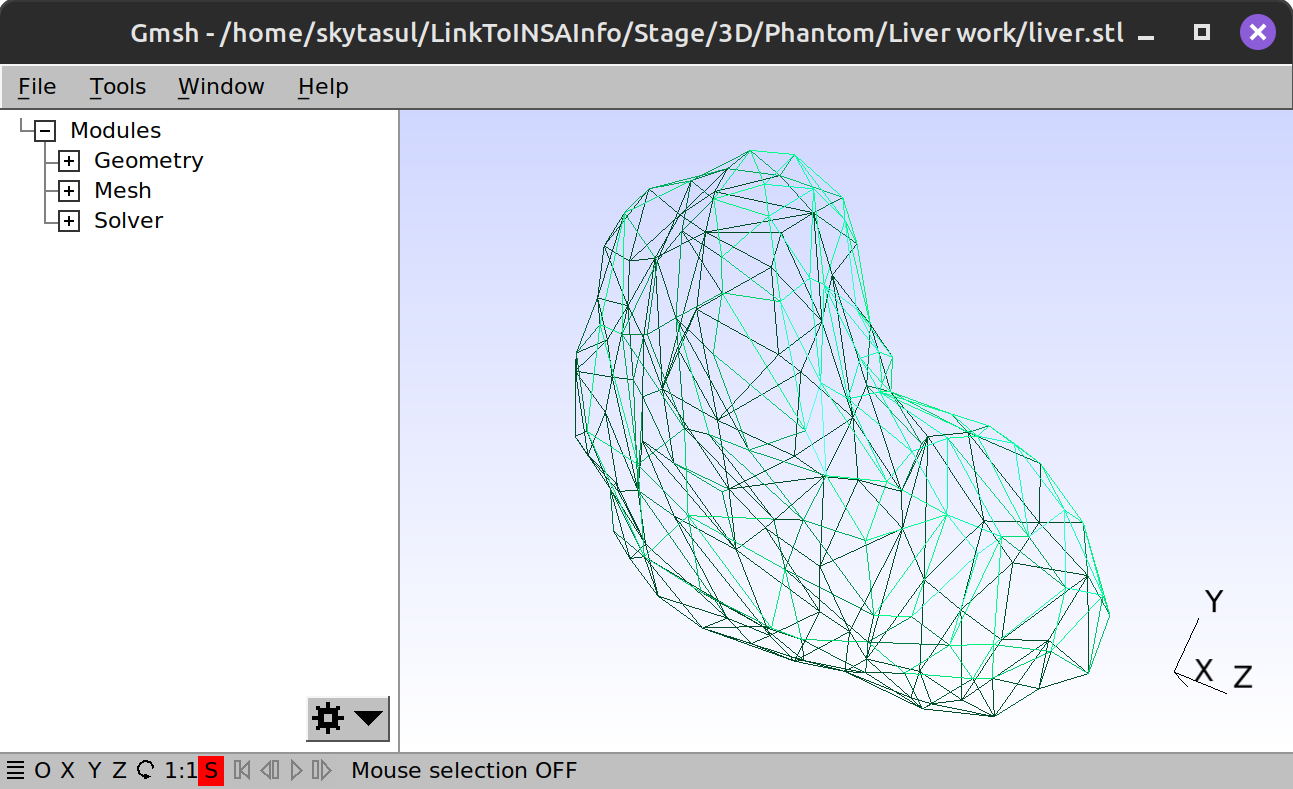 Gmsh - /home/skytasul/LinkToINSAInfo/Stage/3D/Phantom/Liver work/liver.stl
File Tools Window Help
Modules
Geometry
Mesh
Solver
Y
X Z
O X Y Z 1:1 S Mouse selection OFF